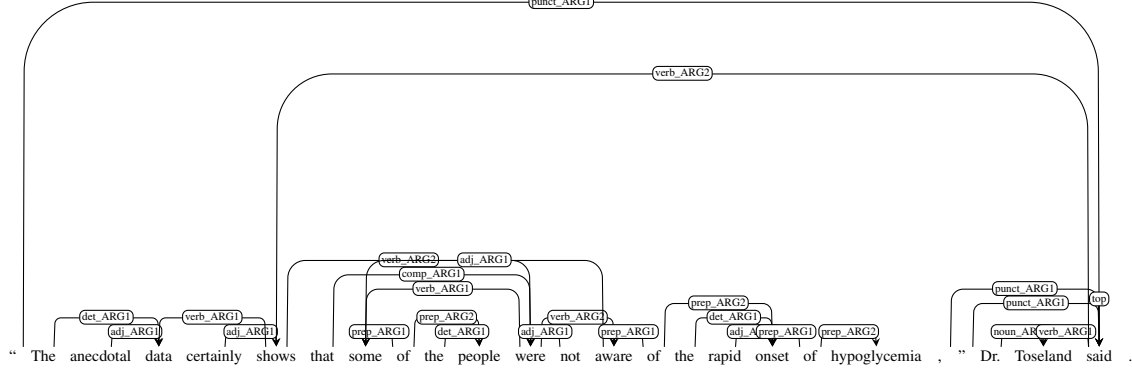 punct_ARG1
verb_ARG2
verb_ARG2 adj_ARG1
comp_ARG1
verb_ARG1 punct_ARG1
prep_ARG2 punct_ARG1 top
det_ARG1 verb_ARG1 prep_ARG2 verb_ARG2 det_ARG1
adj_ARG1 adj_ARG1 prep_ARG1 det_ARG1 adj_ARG1 prep_ARG1 adj_A prep_ARG1 prep_ARG2 noun_AR verb_ARG1
“ The anecdotal data certainly shows that some of the people were not aware of the rapid onset of hypoglycemia , ” Dr. Toseland said .